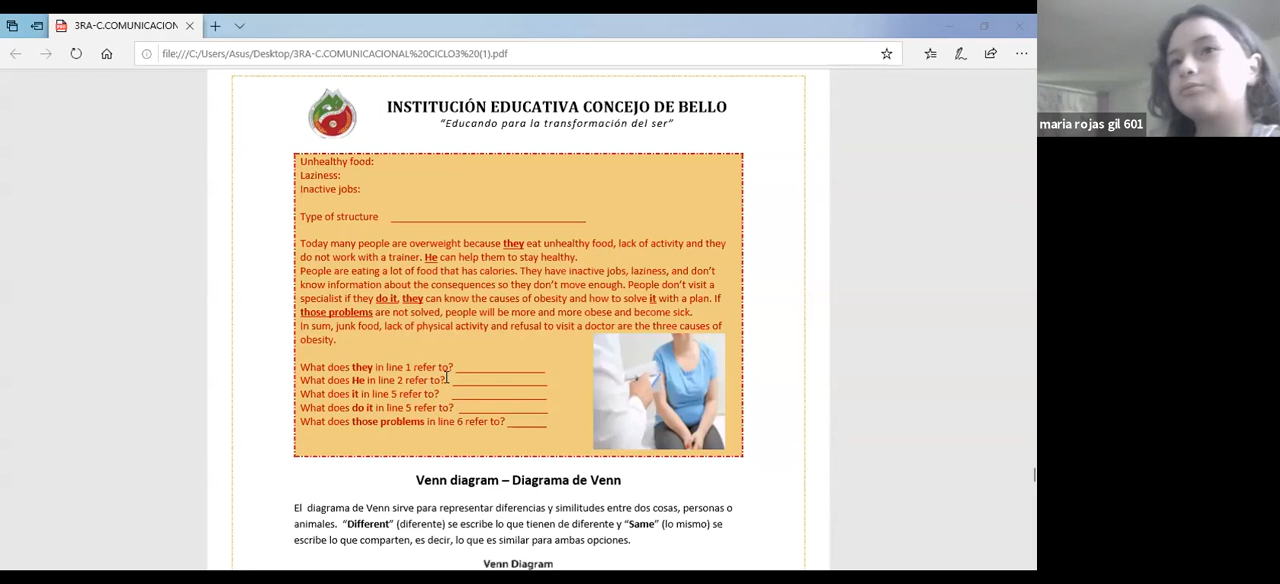 3RA-C.COMUNICACION
file:///C:/Users/Asus/Desktop/3RA-C.COMUNICACIONAL%20CICLO3%20(1).pdf
maria rojas gil 601
INSTITUCIÓN EDUCATIVA CONCEJO DE BELLO
"Educando para la transformación del ser"
Unhealthy food:
Laziness:
Inactive jobs:
Type of structure ____________________
Today many people are overweight because they eat unhealthy food, lack of activity and they
do not work with a trainer. He can help them to stay healthy.
People are eating a lot of food that has calories. They have inactive jobs, laziness, and don't
know information about the consequences so they don't move enough. People don't visit a
specialist if they do it, they can know the causes of obesity and how to solve it with a plan. If
those problems are not solved, people will be more and more obese and become sick.
In sum, junk food, lack of physical activity and refusal to visit a doctor are the three causes of
obesity.
What does they in line 1 refer to? _______________
What does He in line 2 refer to? _______________
What does it in line 5 refer to? _______________
What does do it in line 5 refer to? _______________
What does those problems in line 6 refer to? _______
Venn diagram – Diagrama de Venn
El diagrama de Venn sirve para representar diferencias y similitudes entre dos cosas, personas o
animales. "Different" (diferente) se escribe lo que tienen de diferente y "Same" (lo mismo) se
escribe lo que comparten, es decir, lo que es similar para ambas opciones.
Venn Diagram